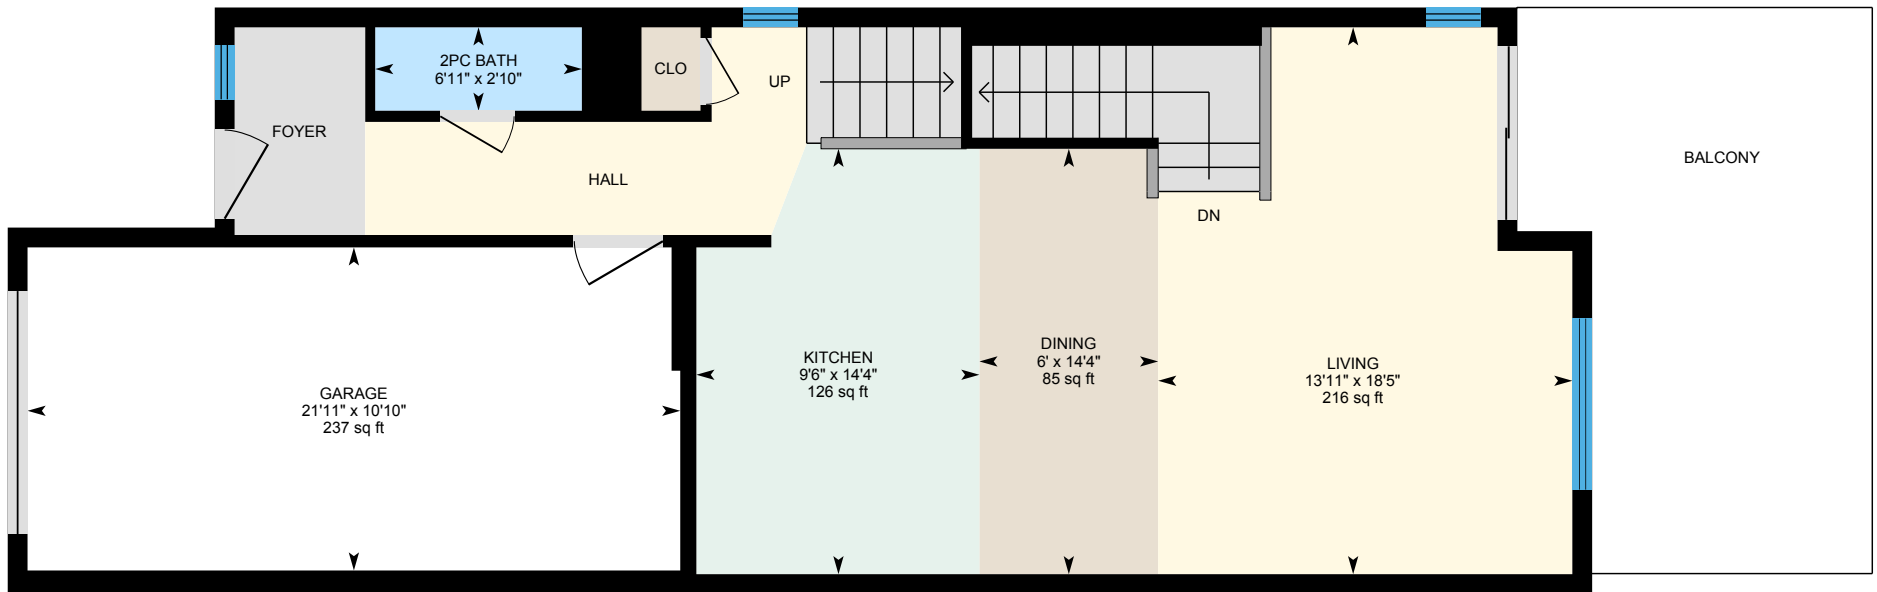 2PC BATH
6'11" x 2'10"
CLO
UP
FOYER
HALL
BALCONY
DN
DINING
6' x 14'4"
85 sq ft
KITCHEN
9'6" x 14'4"
126 sq ft
LIVING
13'11" x 18'5"
216 sq ft
GARAGE
21'11" x 10'10"
237 sq ft